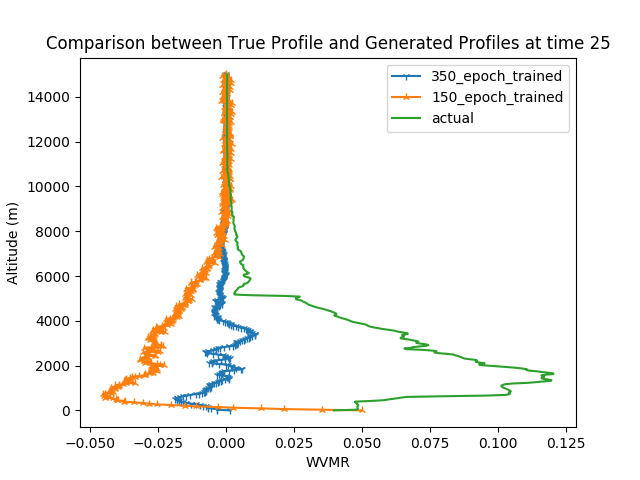 Comparison between True Profile and Generated Profiles at time 25
350_epoch_trained
150_epoch_trained
actual
Altitude (m)
14000
12000
10000
8000
6000
4000
2000
0
−0.050 −0.025 0.000 0.025 0.050 0.075 0.100 0.125
WVMR